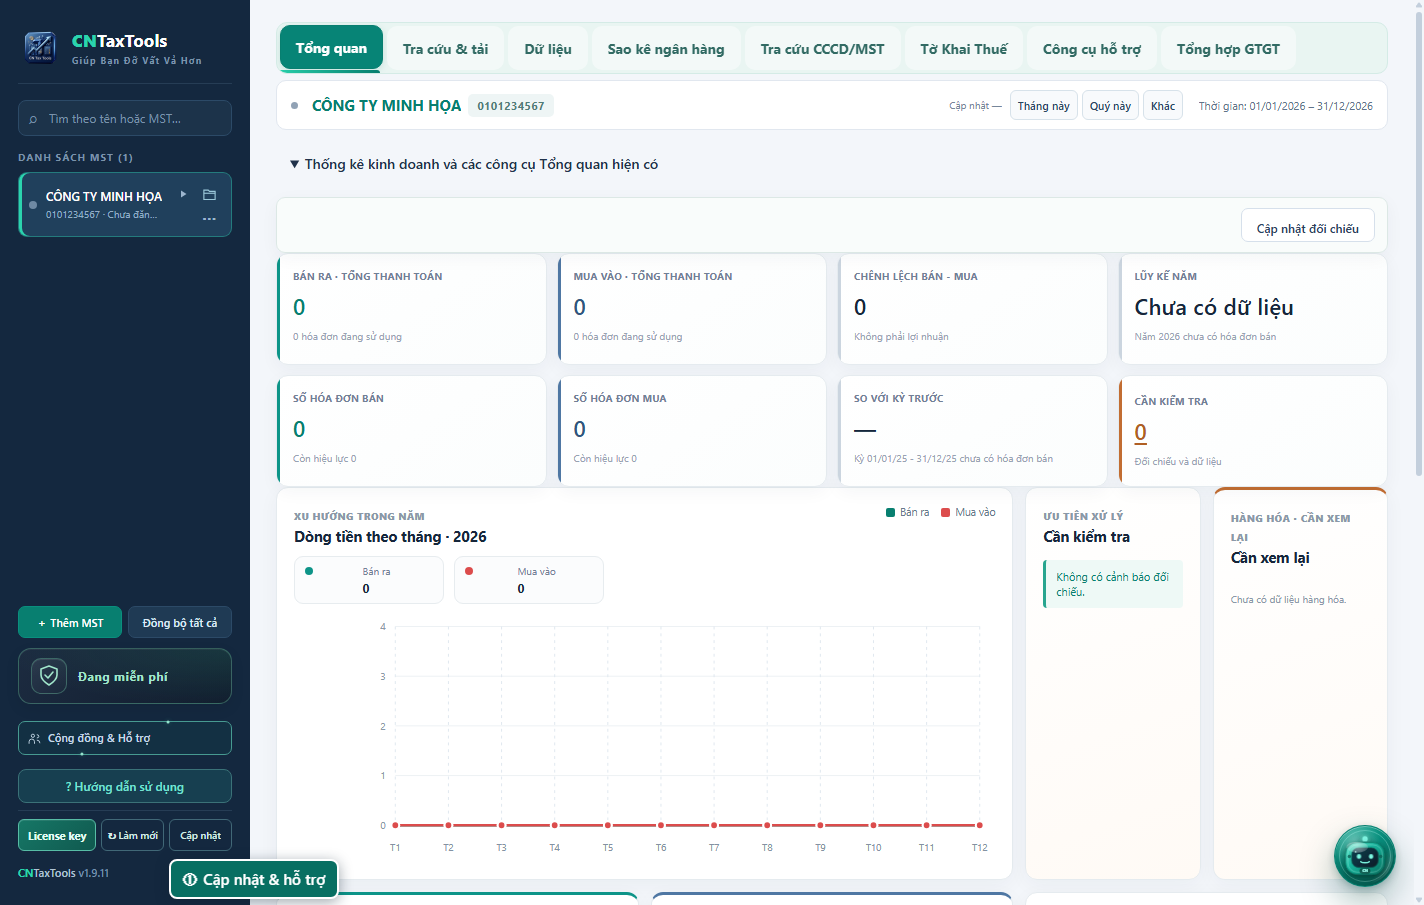 CNTaxTools
Giúp Bạn Đỡ Vất Vả Hơn
Tìm theo tên hoặc MST...
DANH SÁCH MST (1)
CÔNG TY MINH HỌA
0101234567 · Chưa đăn...
+ Thêm MST
Đồng bộ tất cả
Đang miễn phí
Cộng đồng & Hỗ trợ
? Hướng dẫn sử dụng
License key
↻ Làm mới
Cập nhật
CNTaxTools v1.9.11
Cập nhật & hỗ trợ
Tổng quan
Tra cứu & tải
Dữ liệu
Sao kê ngân hàng
Tra cứu CCCD/MST
Tờ Khai Thuế
Công cụ hỗ trợ
Tổng hợp GTGT
CÔNG TY MINH HỌA 0101234567
Cập nhật —
Tháng này
Quý này
Khác
Thời gian: 01/01/2026 – 31/12/2026
▼ Thống kê kinh doanh và các công cụ Tổng quan hiện có
Cập nhật đối chiếu
BÁN RA · TỔNG THANH TOÁN
0
0 hóa đơn đang sử dụng
MUA VÀO · TỔNG THANH TOÁN
0
0 hóa đơn đang sử dụng
CHÊNH LỆCH BÁN - MUA
0
Không phải lợi nhuận
LŨY KẾ NĂM
Chưa có dữ liệu
Năm 2026 chưa có hóa đơn bán
SỐ HÓA ĐƠN BÁN
0
Còn hiệu lực 0
SỐ HÓA ĐƠN MUA
0
Còn hiệu lực 0
SO VỚI KỲ TRƯỚC
—
Kỳ 01/01/25 - 31/12/25 chưa có hóa đơn bán
CẦN KIỂM TRA
0
Đối chiếu và dữ liệu
XU HƯỚNG TRONG NĂM
Dòng tiền theo tháng · 2026
Bán ra
Mua vào
Bán ra
0
Mua vào
0
4
3
2
1
0
T1 T2 T3 T4 T5 T6 T7 T8 T9 T10 T11 T12
ƯU TIÊN XỬ LÝ
Cần kiểm tra
Không có cảnh báo đối
chiếu.
HÀNG HÓA · CẦN XEM
LẠI
Cần xem lại
Chưa có dữ liệu hàng hóa.